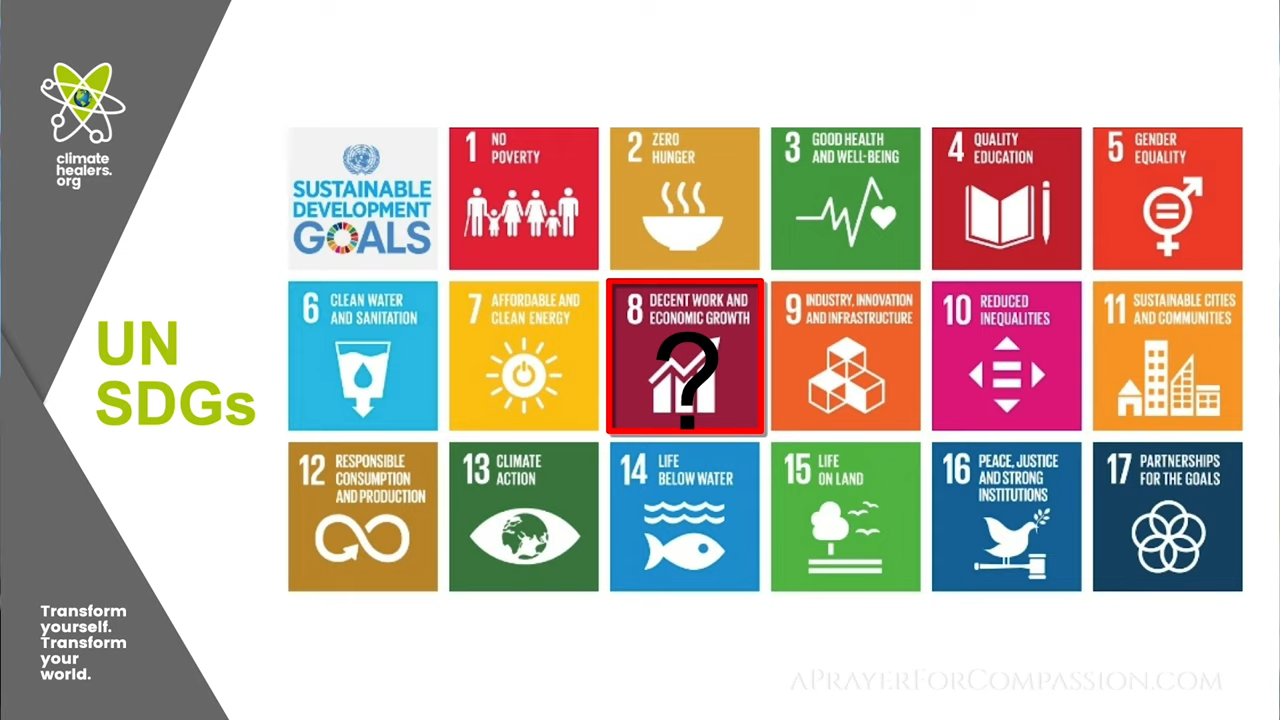 climate
healers.
org
UN
SDGs
SUSTAINABLE
DEVELOPMENT
GOALS
1 NO
POVERTY
2 ZERO
HUNGER
3 GOOD HEALTH
AND WELL-BEING
4 QUALITY
EDUCATION
5 GENDER
EQUALITY
6 CLEAN WATER
AND SANITATION
7 AFFORDABLE AND
CLEAN ENERGY
8 DECENT WORK AND
ECONOMIC GROWTH
?
9 INDUSTRY, INNOVATION
AND INFRASTRUCTURE
10 REDUCED
INEQUALITIES
11 SUSTAINABLE CITIES
AND COMMUNITIES
12 RESPONSIBLE
CONSUMPTION
AND PRODUCTION
13 CLIMATE
ACTION
14 LIFE
BELOW WATER
15 LIFE
ON LAND
16 PEACE, JUSTICE
AND STRONG
INSTITUTIONS
17 PARTNERSHIPS
FOR THE GOALS
Transform
yourself.
Transform
your
world.
APRAYERFORCOMPASSION.COM